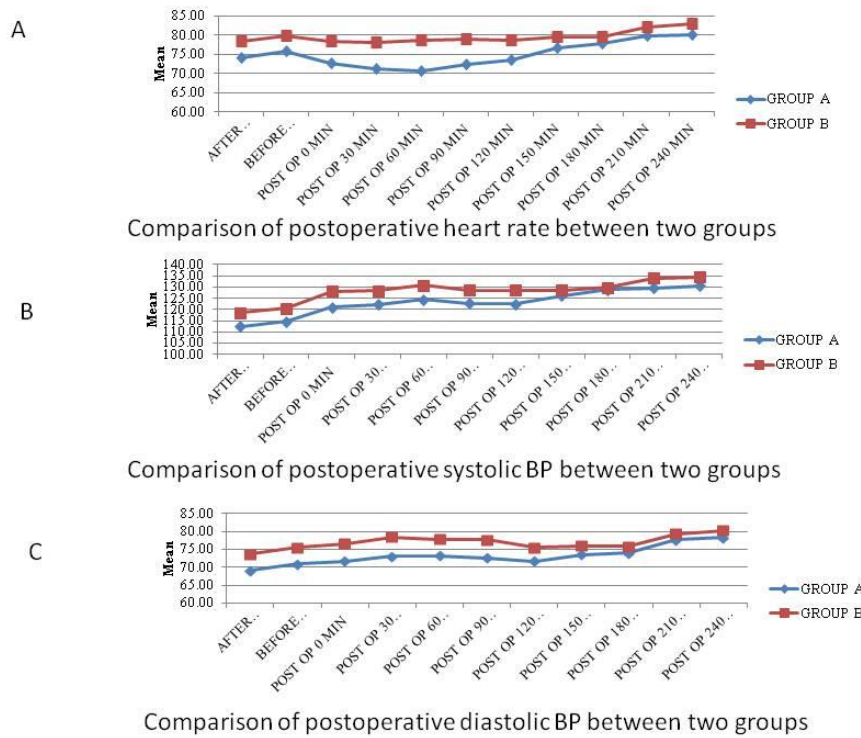 A
85.00
80.00
75.00
70.00
65.00
60.00
Mean
AFTER...
BEFORE...
POST OP 0 MIN
POST OP 30 MIN
POST OP 60 MIN
POST OP 90 MIN
POST OP 120 MIN
POST OP 150 MIN
POST OP 180 MIN
POST OP 210 MIN
POST OP 240 MIN
GROUP A
GROUP B
Comparison of postoperative heart rate between two groups
B
140.00
135.00
130.00
125.00
120.00
115.00
110.00
105.00
100.00
Mean
AFTER...
BEFORE...
POST OP 0 MIN
POST OP 30...
POST OP 60...
POST OP 90...
POST OP 120...
POST OP 150...
POST OP 180...
POST OP 210...
POST OP 240...
GROUP A
GROUP B
Comparison of postoperative systolic BP between two groups
C
85.00
80.00
75.00
70.00
65.00
60.00
Mean
AFTER...
BEFORE...
POST OP 0 MIN
POST OP 30...
POST OP 60...
POST OP 90...
POST OP 120...
POST OP 150...
POST OP 180...
POST OP 210...
POST OP 240...
GROUP A
GROUP B
Comparison of postoperative diastolic BP between two groups